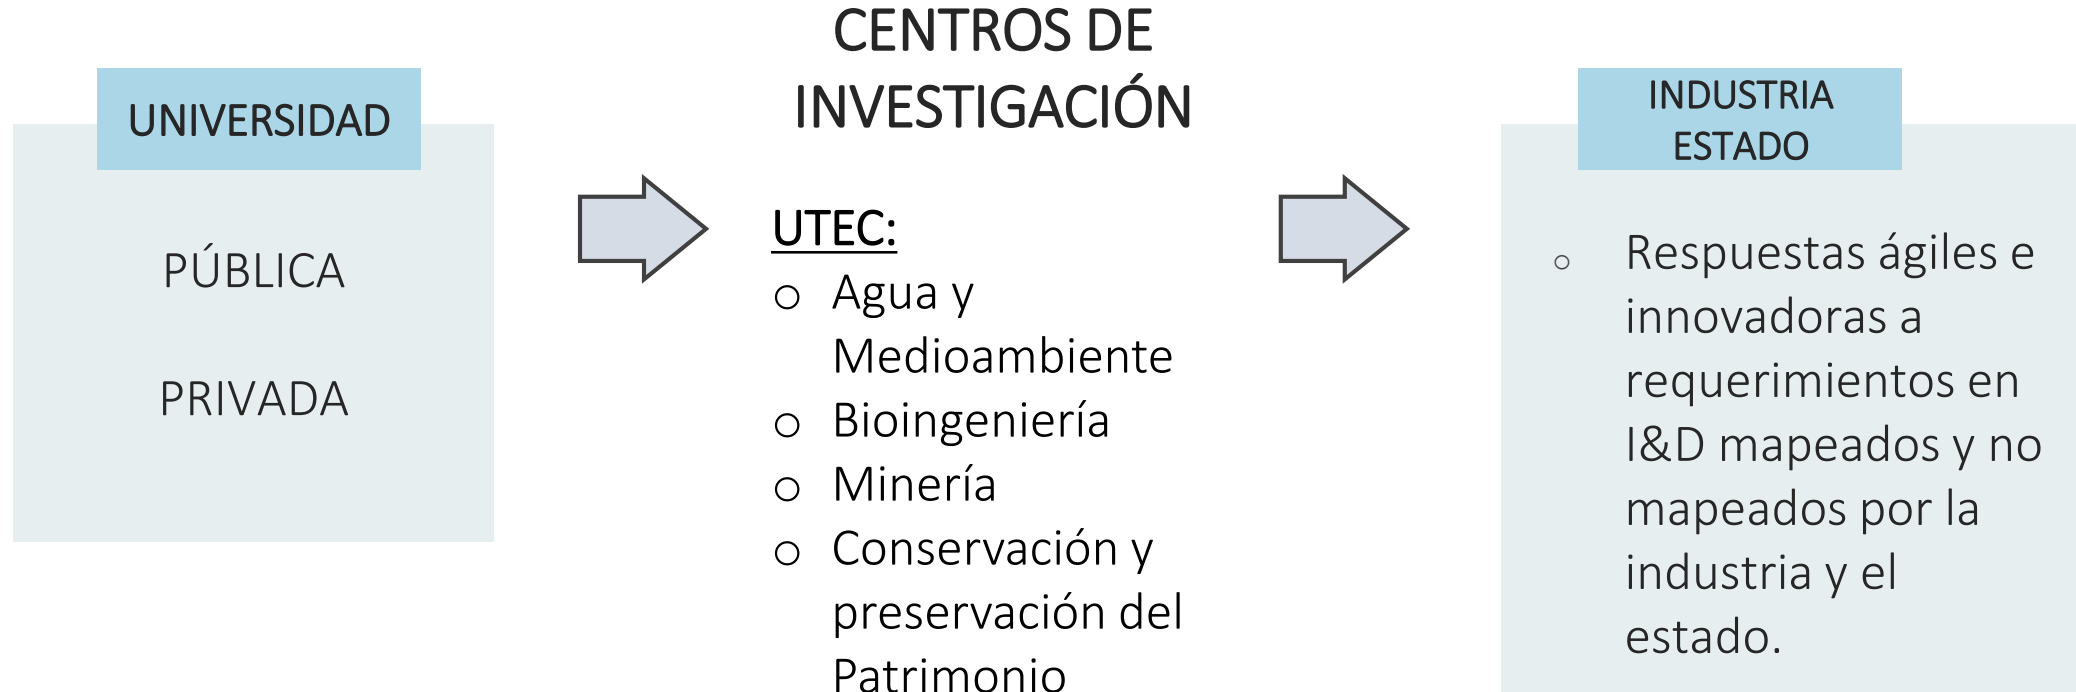 UNIVERSIDAD
PÚBLICA
PRIVADA
CENTROS DE
INVESTIGACIÓN
UTEC:
o Agua y
Medioambiente
o Bioingeniería
o Minería
o Conservación y
preservación del
Patrimonio
INDUSTRIA
ESTADO
o Respuestas ágiles e
innovadoras a
requerimientos en
I&D mapeados y no
mapeados por la
industria y el
estado.